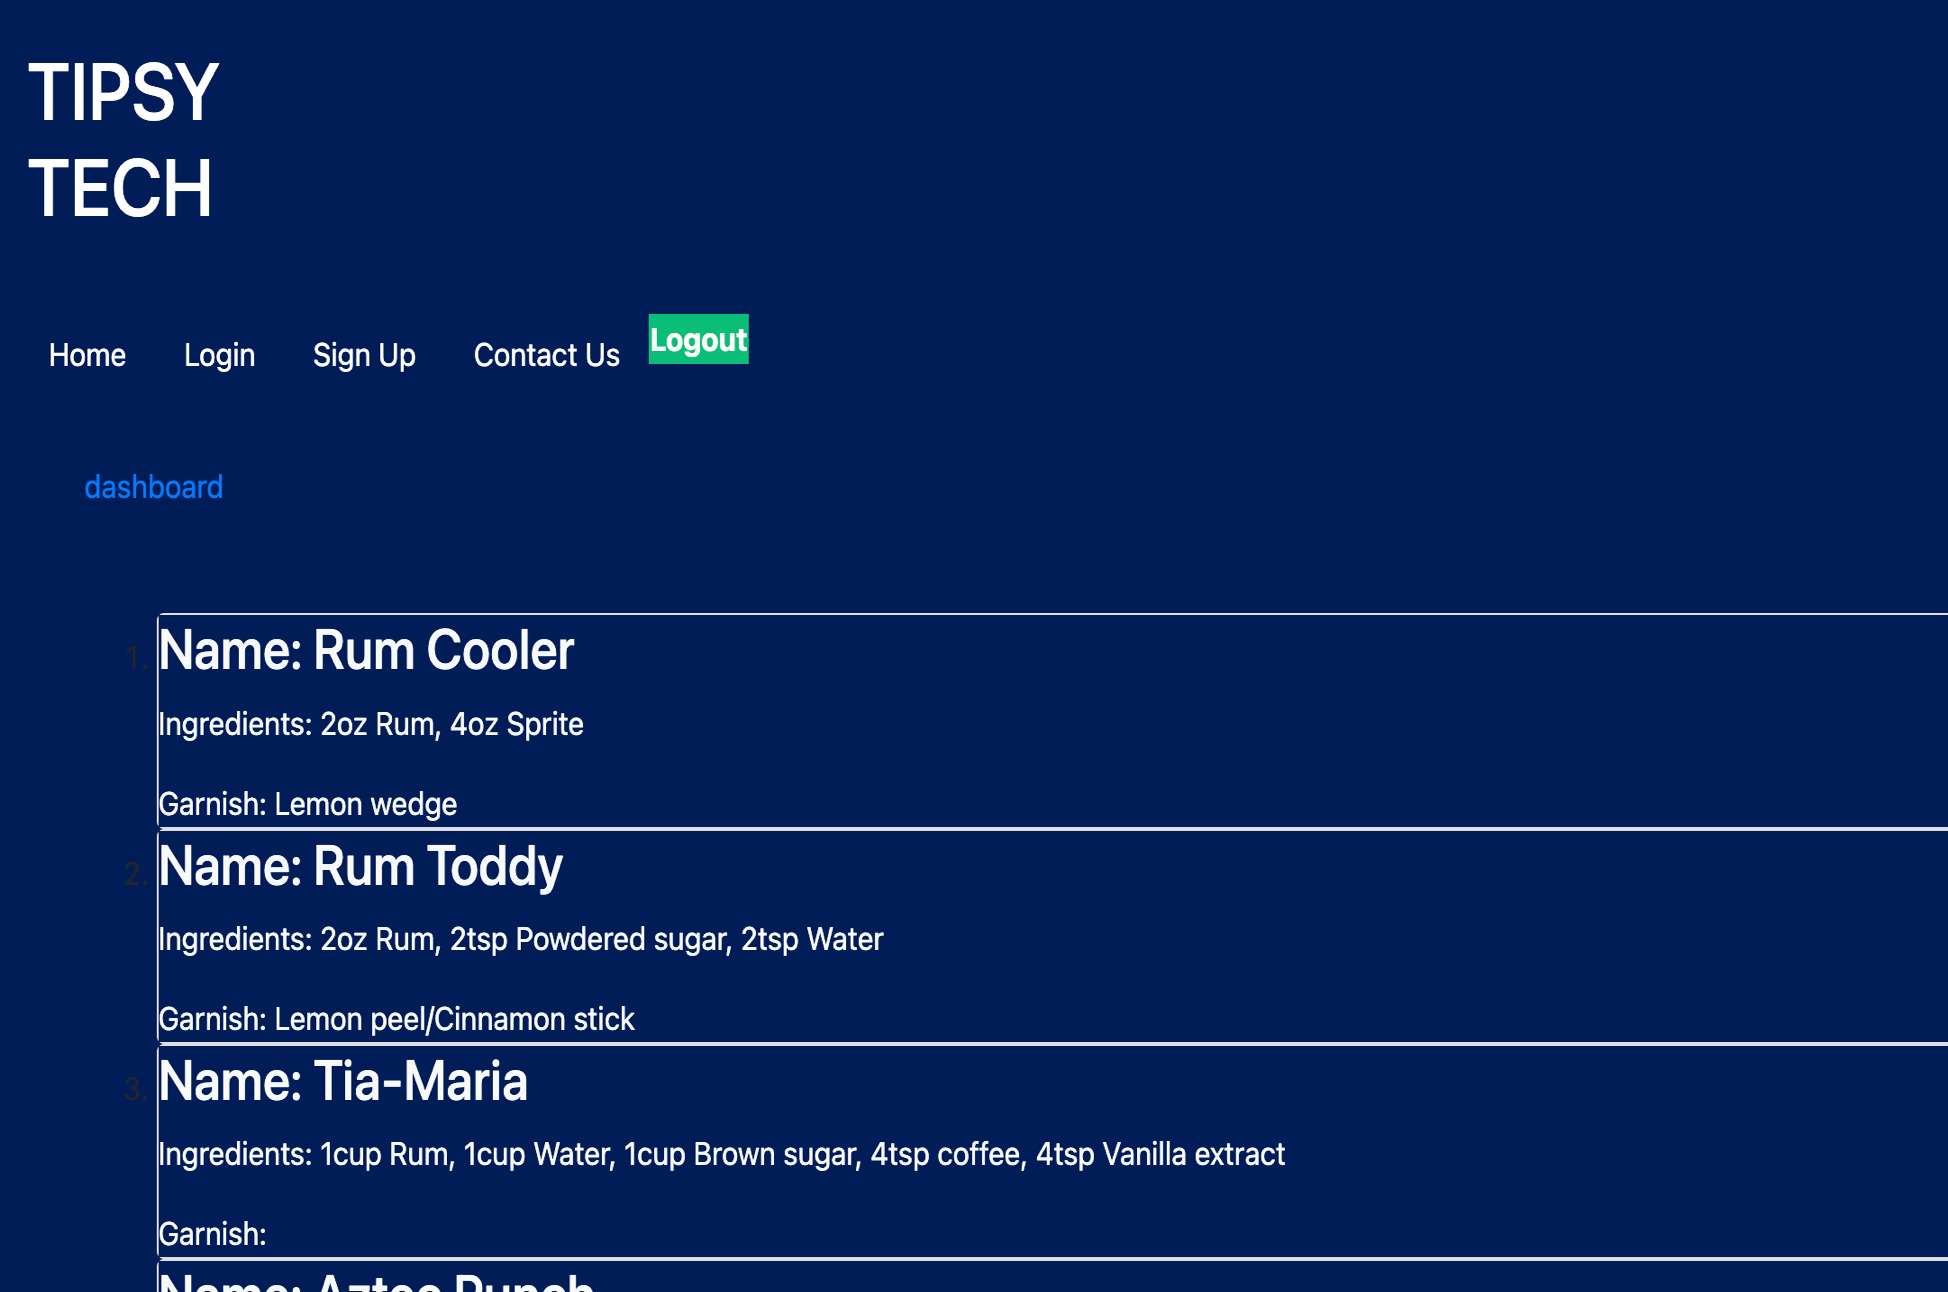 TIPSY
TECH
Home Login Sign Up Contact Us Logout
dashboard
1. Name: Rum Cooler
Ingredients: 2oz Rum, 4oz Sprite
Garnish: Lemon wedge
2. Name: Rum Toddy
Ingredients: 2oz Rum, 2tsp Powdered sugar, 2tsp Water
Garnish: Lemon peel/Cinnamon stick
3. Name: Tia-Maria
Ingredients: 1cup Rum, 1cup Water, 1cup Brown sugar, 4tsp coffee, 4tsp Vanilla extract
Garnish:
Name: Aztec Punch